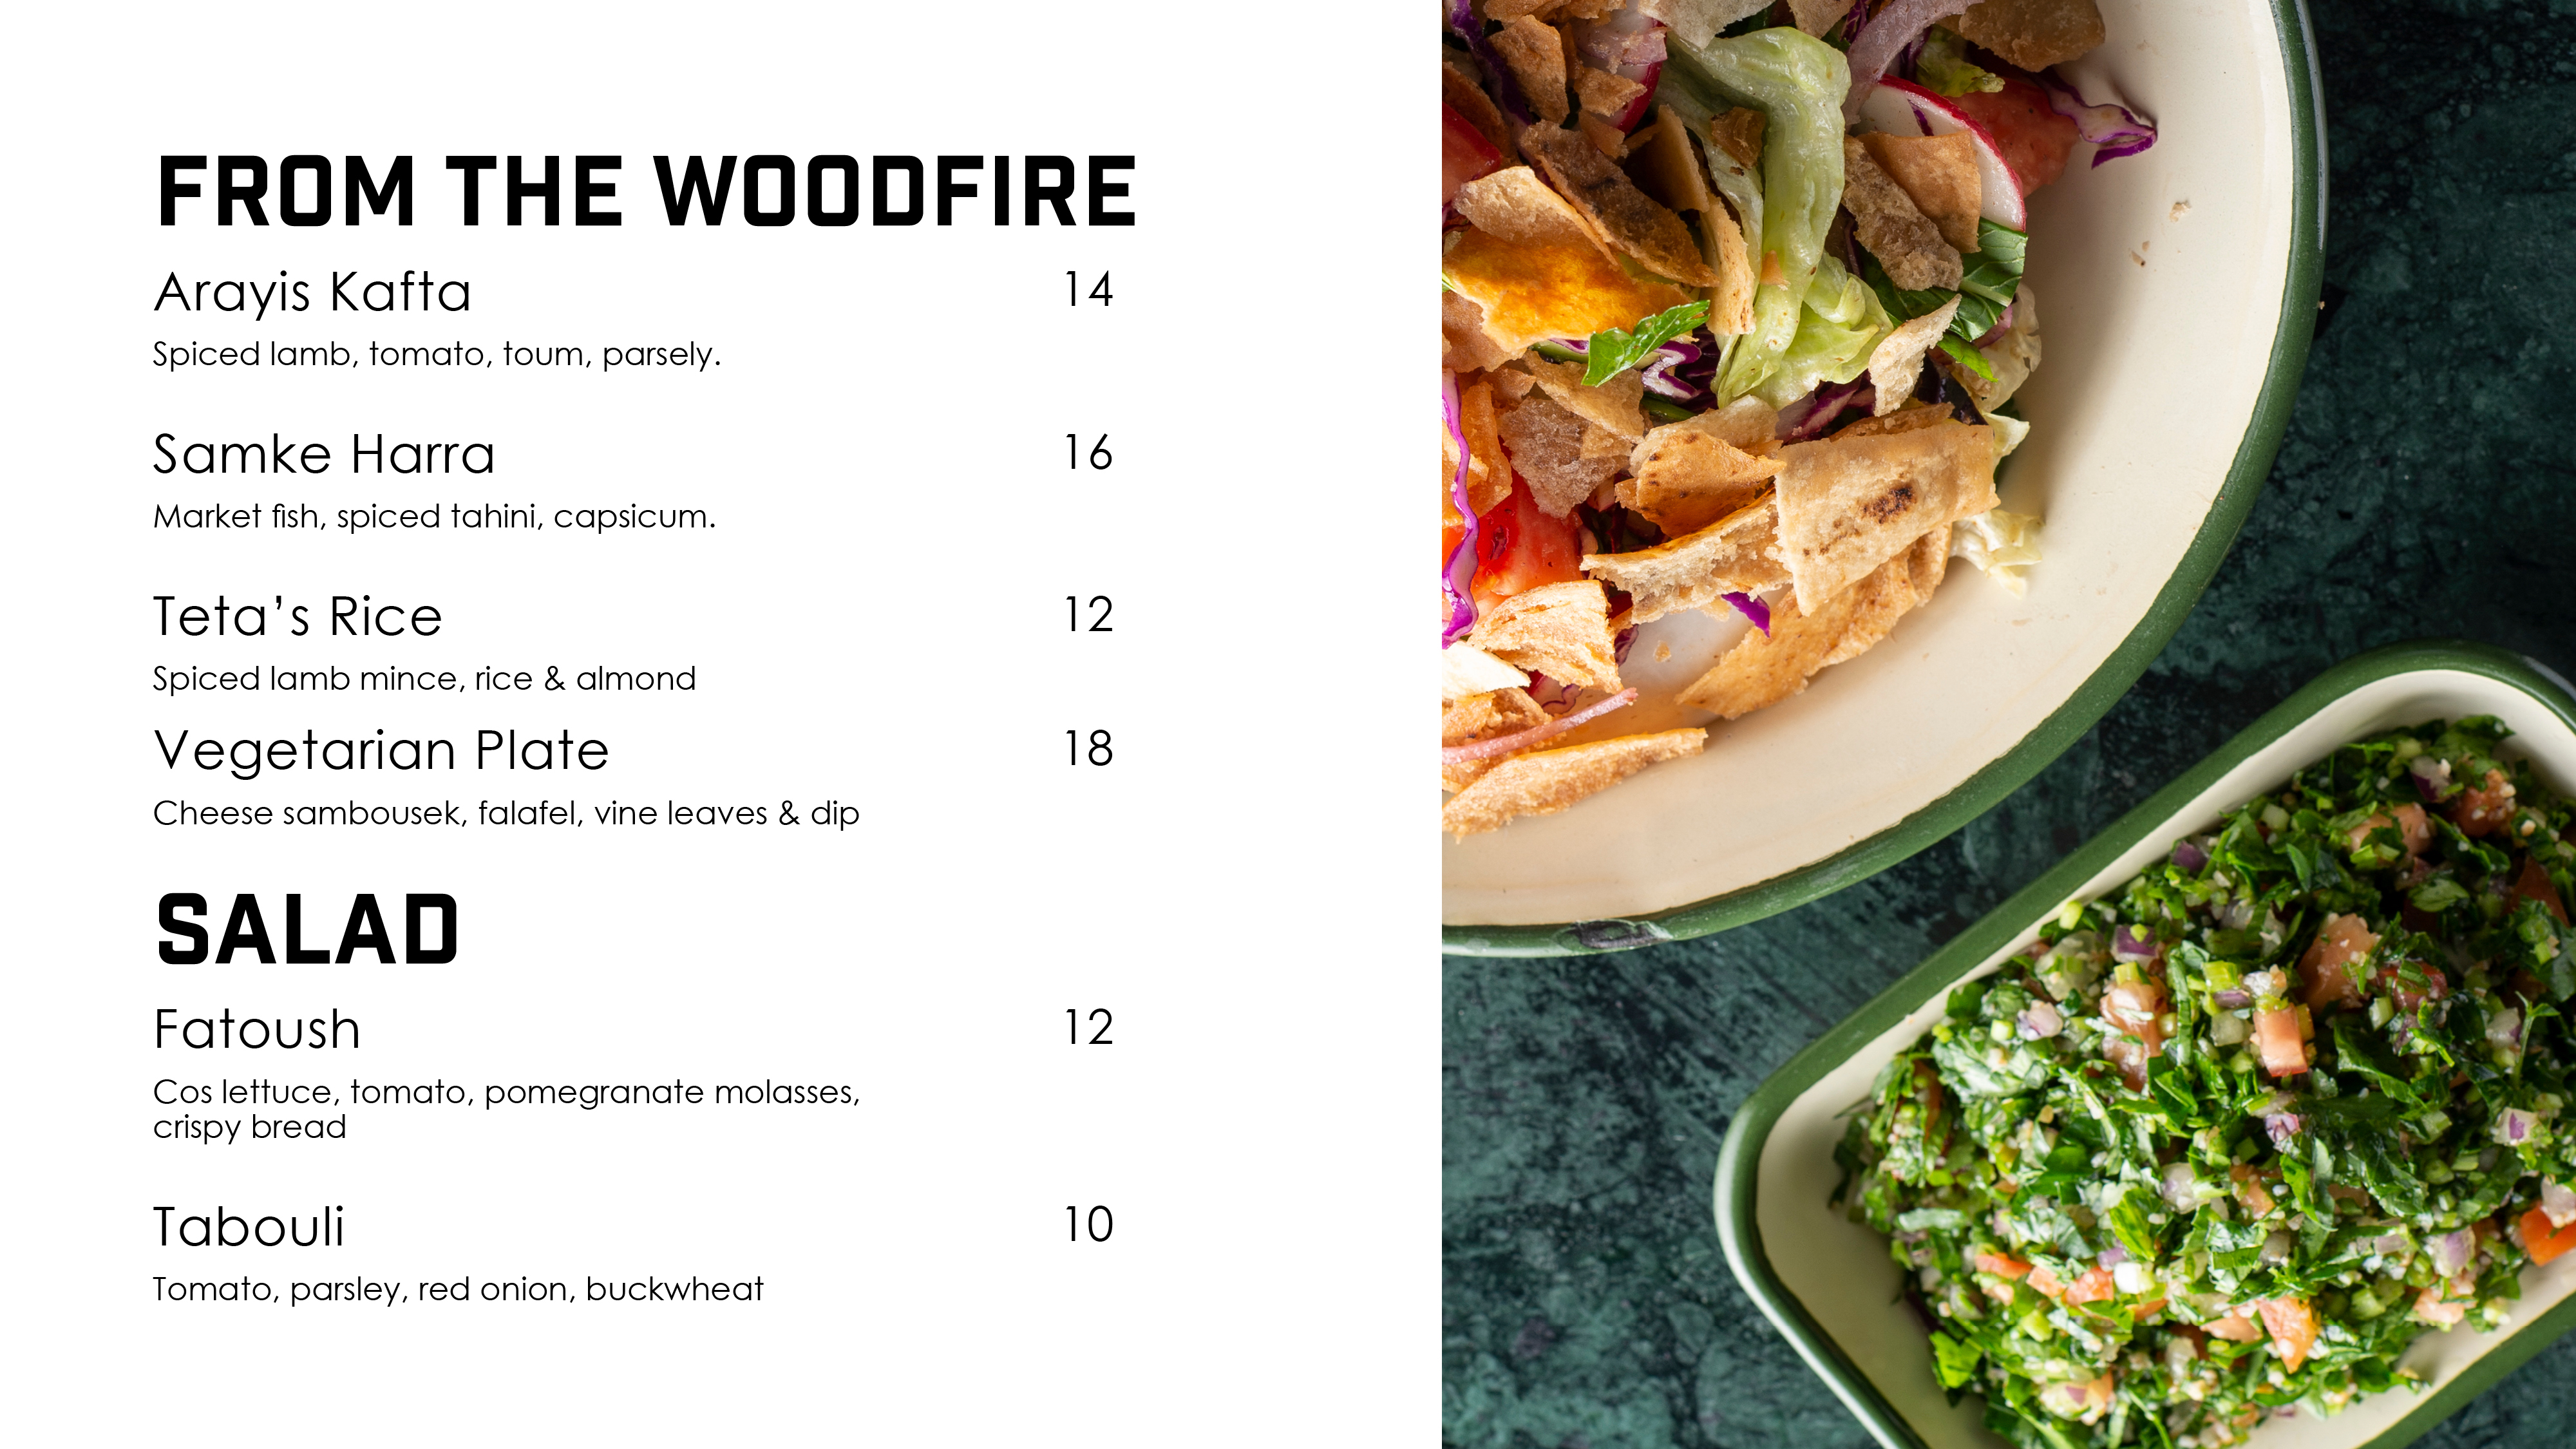 FROM THE WOODFIRE
Arayis Kafta 14
Spiced lamb, tomato, toum, parsely.
Samke Harra 16
Market fish, spiced tahini, capsicum.
Teta’s Rice 12
Spiced lamb mince, rice & almond
Vegetarian Plate 18
Cheese sambousek, falafel, vine leaves & dip
SALAD
Fatoush 12
Cos lettuce, tomato, pomegranate molasses,
crispy bread
Tabouli 10
Tomato, parsley, red onion, buckwheat